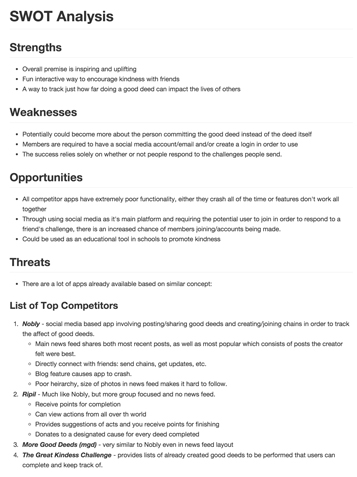 SWOT Analysis
Strengths
• Overall premise is inspiring and uplifting
• Fun interactive way to encourage kindness with friends
• A way to track just how far doing a good deed can impact the lives of others
Weaknesses
• Potentially could become more about the person committing the good deed instead of the deed itself
• Members are required to have a social media account/email and/or create a login in order to use
• The success relies solely on whether or not people respond to the challenges people send.
Opportunities
• All competitor apps have extremely poor functionality, either they crash all of the time or features don't work all
together
• Through using social media as it's main platform and requiring the potential user to join in order to respond to a
friend's challenge, there is an increased chance of members joining/accounts being made.
• Could be used as an educational tool in schools to promote kindness
Threats
• There are a lot of apps already available based on similar concept:
List of Top Competitors
1. Nobly - social media based app involving posting/sharing good deeds and creating/joining chains in order to track
the affect of good deeds.
◦ Main news feed shares both most recent posts, as well as most popular which consists of posts the creator
felt were best.
◦ Directly connect with friends: send chains, get updates, etc.
◦ Blog feature causes app to crash.
◦ Poor heirarchy, size of photos in news feed makes it hard to follow.
2. Ripil - Much like Nobly, but more group focused and no news feed.
◦ Receive points for completion
◦ Can view actions from all over th world
◦ Provides suggestions of acts and you receive points for finishing
◦ Donates to a designated cause for every deed completed
3. More Good Deeds (mgd) - very similar to Nobly even in news feed layout
4. The Great Kindess Challenge - provides lists of already created good deeds to be performed that users can
complete and keep track of.